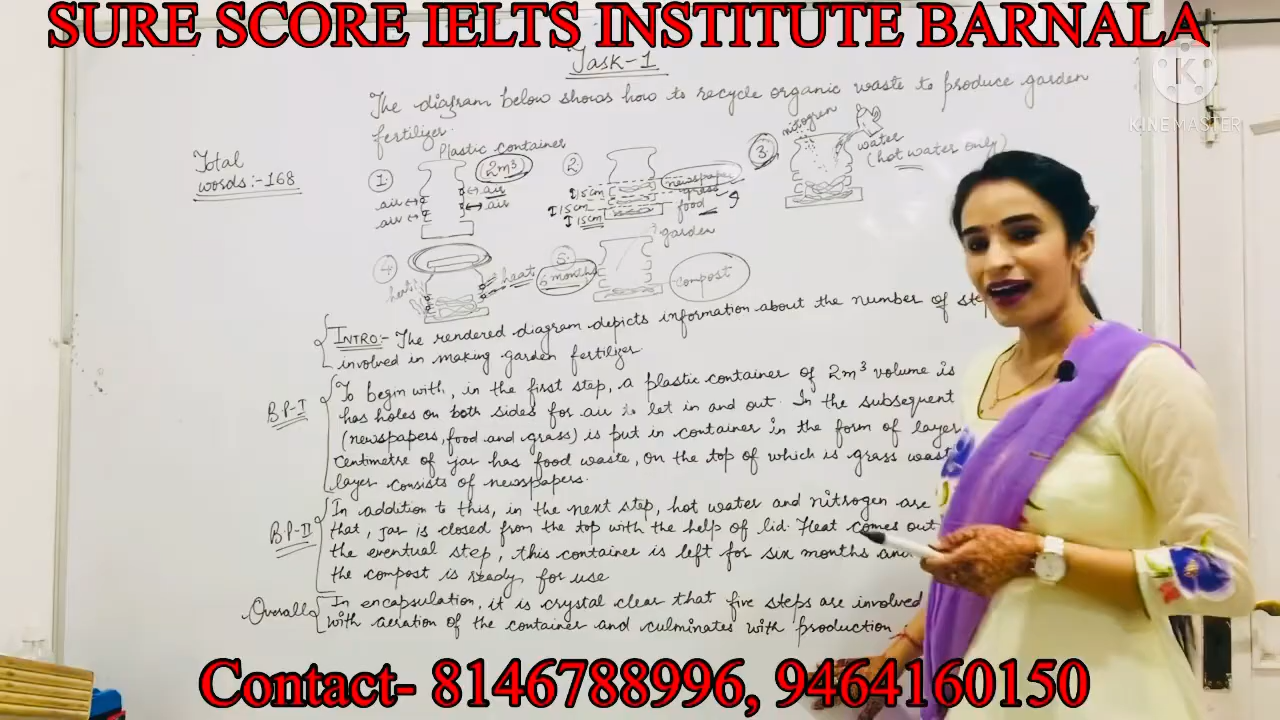 SURE SCORE IELTS INSTITUTE BARNALA
Task-1
K
KINEMASTER
The diagram below shows how to recycle organic waste to produce garden
fertilizer.
Total
words:-168
1.
Plastic container
2m³
air
air
air
air
2.
15cm
15cm
15cm
newspaper
grass
food
3
nitrogren
water
(hot water only)
4.
heat
heat
5.
6 months
garden
compost
INTRO:- The rendered diagram depicts information about the number of
involved in making garden fertilizer.
BP-I
To begin with, in the first step, a plastic container of 2m³ volume is
has holes on both sides for air to let in and out. In the subsequent
(newspapers, food and grass) is put in container in the form of layer
centimetre of jar has food waste, on the top of which is grass wast
layer consists of newspapers.
BP-II
In addition to this, in the next step, hot water and nitrogen are
that, jar is closed from the top with the help of lid. Heat comes out
the eventual step, this container is left for six months and
the compost is ready for use
Overall
In encapsulation, it is crystal clear that five steps are involved
with aeration of the container and culminates with production
Contact- 8146788996, 9464160150